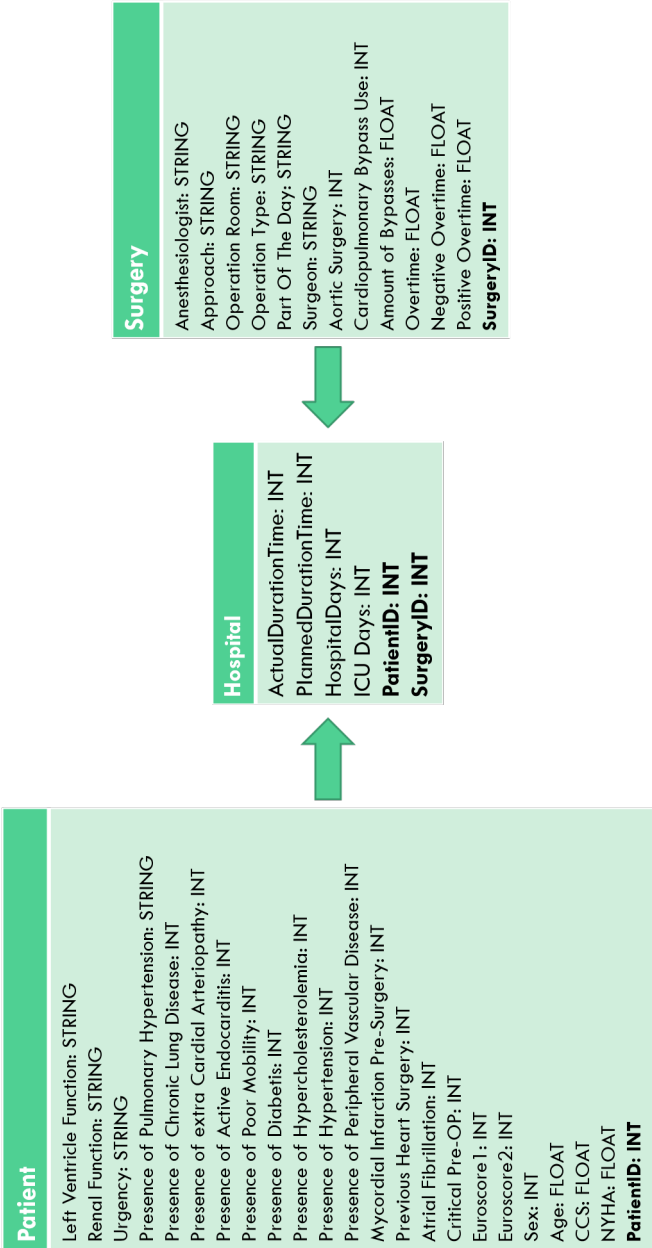 Patient
Left Ventricle Function: STRING
Renal Function: STRING
Urgency: STRING
Presence of Pulmonary Hypertension: STRING
Presence of Chronic Lung Disease: INT
Presence of extra Cardial Arteriopathy: INT
Presence of Active Endocarditis: INT
Presence of Poor Mobility: INT
Presence of Diabetis: INT
Presence of Hypercholesterolemia: INT
Presence of Hypertension: INT
Presence of Peripheral Vascular Disease: INT
Mycordial Infarction Pre-Surgery: INT
Previous Heart Surgery: INT
Atrial Fibrillation: INT
Critical Pre-OP: INT
Euroscore1: INT
Euroscore2: INT
Sex: INT
Age: FLOAT
CCS: FLOAT
NYHA: FLOAT
PatientID: INT
Hospital
ActualDurationTime: INT
PlannedDurationTime: INT
HospitalDays: INT
ICU Days: INT
PatientID: INT
SurgeryID: INT
Surgery
Anesthesiologist: STRING
Approach: STRING
Operation Room: STRING
Operation Type: STRING
Part Of The Day: STRING
Surgeon: STRING
Aortic Surgery: INT
Cardiopulmonary Bypass Use: INT
Amount of Bypasses: FLOAT
Overtime: FLOAT
Negative Overtime: FLOAT
Positive Overtime: FLOAT
SurgeryID: INT